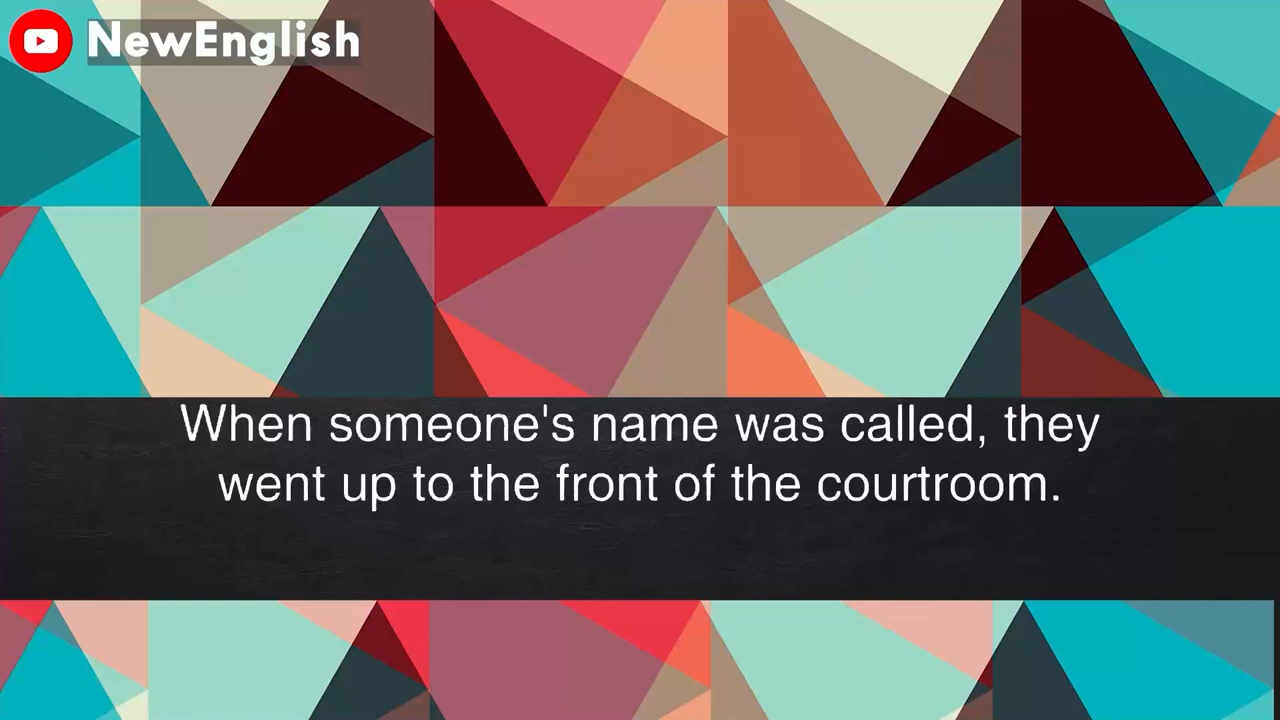 NewEnglish
When someone's name was called, they
went up to the front of the courtroom.